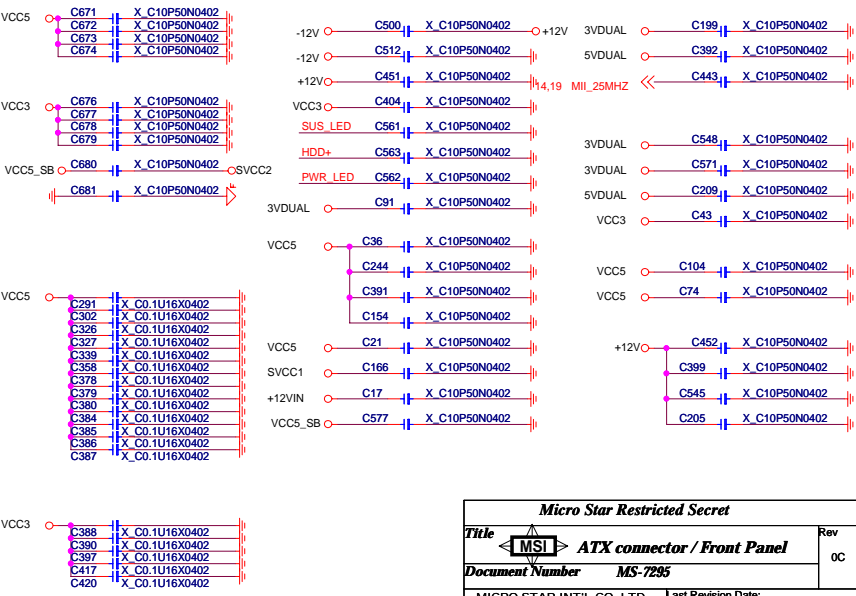 VCC5 C671 X_C10P50N0402
C672 X_C10P50N0402
C673 X_C10P50N0402
C674 X_C10P50N0402
VCC3 C676 X_C10P50N0402
C677 X_C10P50N0402
C678 X_C10P50N0402
C679 X_C10P50N0402
VCC5_SB C680 X_C10P50N0402 SVCC2
C681 X_C10P50N0402
VCC5
C291 X_C0.1U16X0402
C302 X_C0.1U16X0402
C326 X_C0.1U16X0402
C327 X_C0.1U16X0402
C339 X_C0.1U16X0402
C358 X_C0.1U16X0402
C378 X_C0.1U16X0402
C379 X_C0.1U16X0402
C380 X_C0.1U16X0402
C384 X_C0.1U16X0402
C385 X_C0.1U16X0402
C386 X_C0.1U16X0402
C387 X_C0.1U16X0402
VCC3
C388 X_C0.1U16X0402
C390 X_C0.1U16X0402
C397 X_C0.1U16X0402
C417 X_C0.1U16X0402
C420 X_C0.1U16X0402
-12V C500 X_C10P50N0402 +12V
-12V C512 X_C10P50N0402
+12V C451 X_C10P50N0402
VCC3 C404 X_C10P50N0402
SUS_LED C561 X_C10P50N0402
HDD+ C563 X_C10P50N0402
PWR_LED C562 X_C10P50N0402
3VDUAL C91 X_C10P50N0402
VCC5 C36 X_C10P50N0402
C244 X_C10P50N0402
C391 X_C10P50N0402
C154 X_C10P50N0402
VCC5 C21 X_C10P50N0402
SVCC1 C166 X_C10P50N0402
+12VIN C17 X_C10P50N0402
VCC5_SB C577 X_C10P50N0402
3VDUAL C199 X_C10P50N0402
5VDUAL C392 X_C10P50N0402
14,19 MII_25MHZ C443 X_C10P50N0402
3VDUAL C548 X_C10P50N0402
3VDUAL C571 X_C10P50N0402
5VDUAL C209 X_C10P50N0402
VCC3 C43 X_C10P50N0402
VCC5 C104 X_C10P50N0402
VCC5 C74 X_C10P50N0402
+12V C452 X_C10P50N0402
C399 X_C10P50N0402
C545 X_C10P50N0402
C205 X_C10P50N0402
Micro Star Restricted Secret
Title MSI ATX connector / Front Panel
Rev
0C
Document Number MS-7295
MICRO-STAR INT'L CO.,LTD. Last Revision Date: